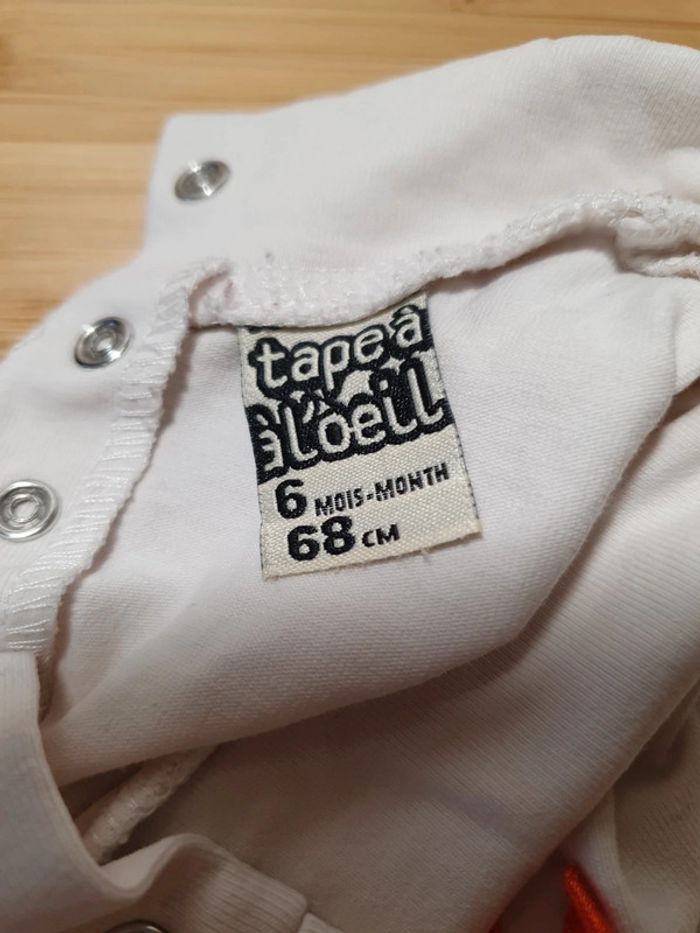 tape à
à l'oeil
6 MOIS-MONTH
68 CM